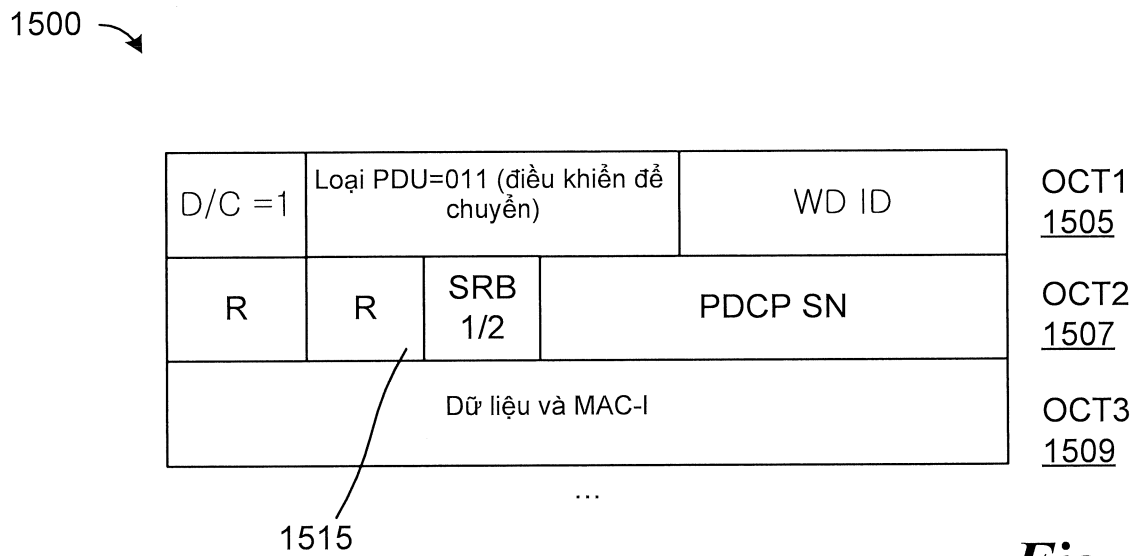 1500
D/C =1
Loại PDU=011 (điều khiển để
chuyển)
WD ID
OCT1
1505
R
R
SRB
1/2
PDCP SN
OCT2
1507
Dữ liệu và MAC-I
OCT3
1509
...
1515